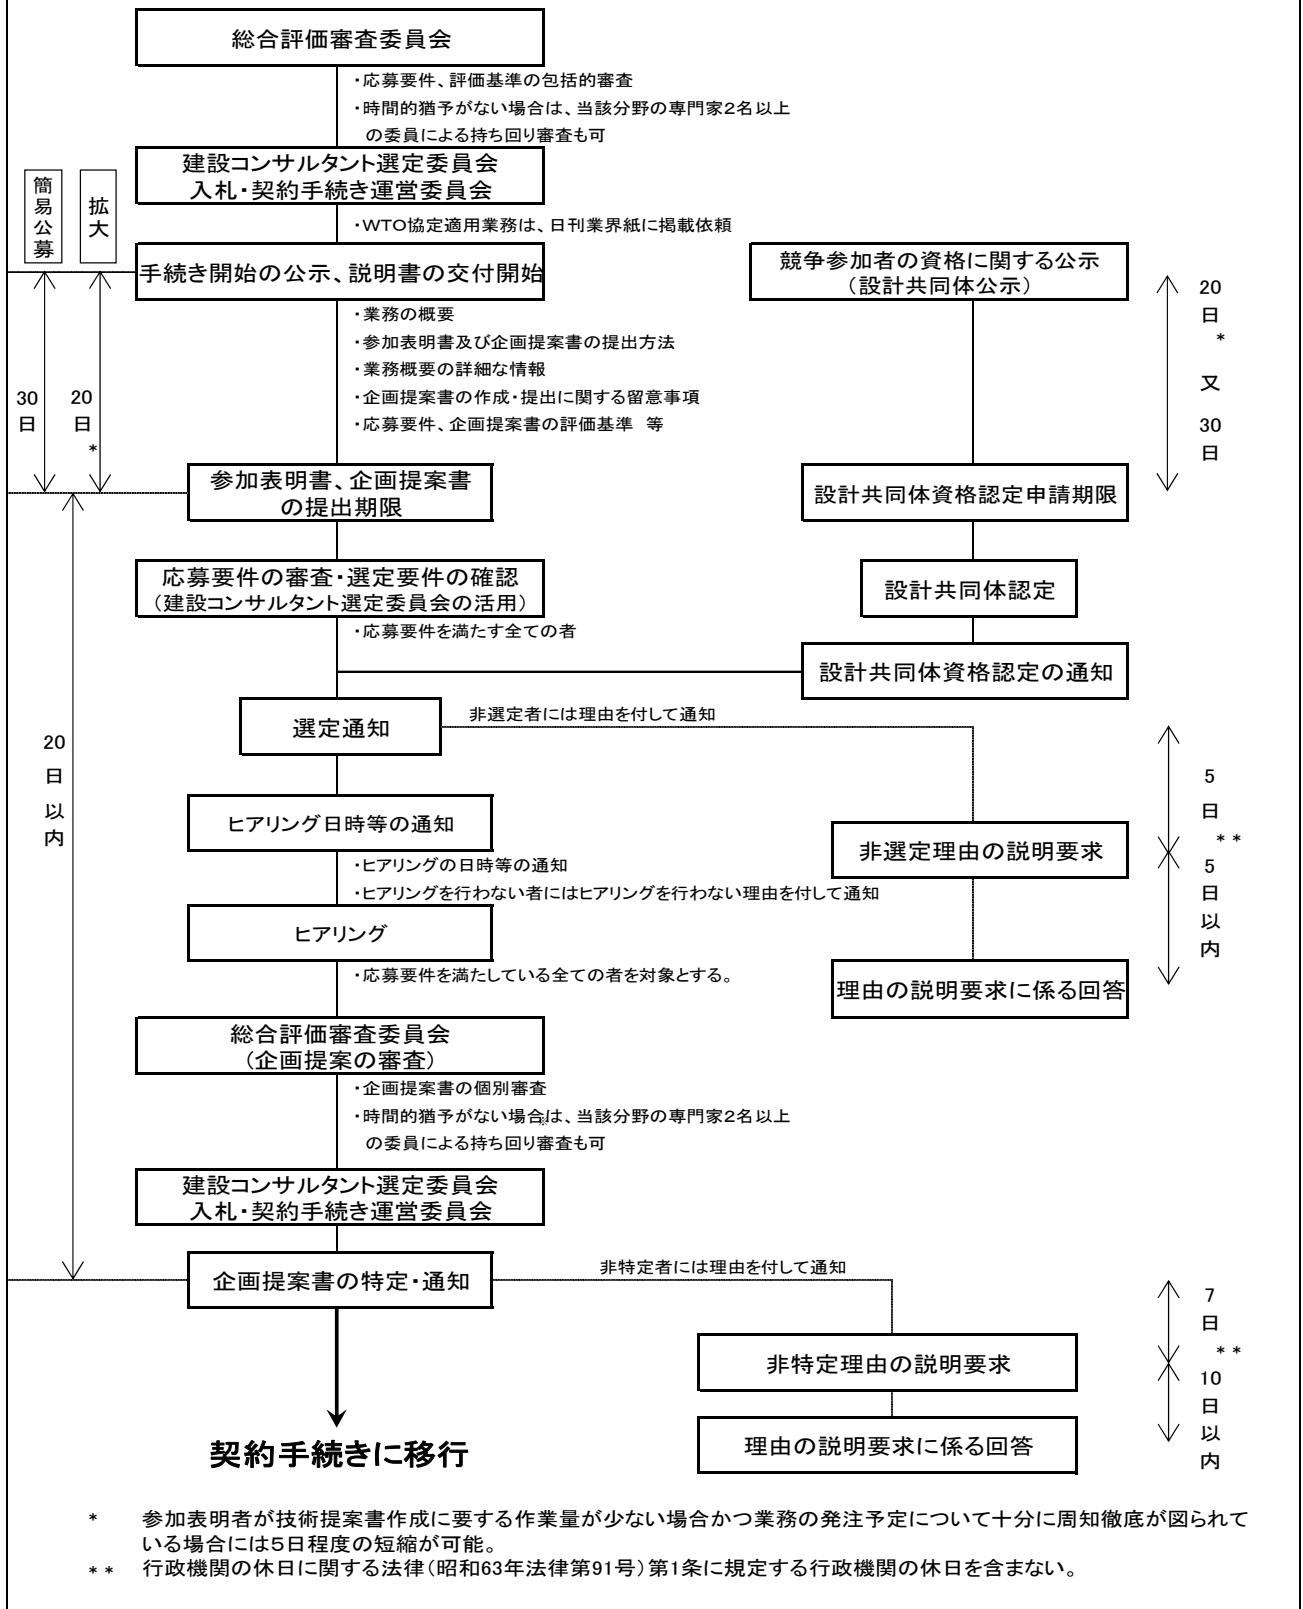 総合評価審査委員会
・応募要件、評価基準の包括的審査
・時間的猶予がない場合は、当該分野の専門家2名以上
の委員による持ち回り審査も可
建設コンサルタント選定委員会
入札・契約手続き運営委員会
簡易公募
拡大
・WTO協定適用業務は、日刊業界紙に掲載依頼
手続き開始の公示、説明書の交付開始
競争参加者の資格に関する公示
（設計共同体公示）
・業務の概要
・参加表明書及び企画提案書の提出方法
・業務概要の詳細な情報
・企画提案書の作成・提出に関する留意事項
・応募要件、企画提案書の評価基準　等
30日
20日*
20日* 又 30日
参加表明書、企画提案書
の提出期限
設計共同体資格認定申請期限
応募要件の審査・選定要件の確認
（建設コンサルタント選定委員会の活用）
設計共同体認定
・応募要件を満たす全ての者
設計共同体資格認定の通知
選定通知
非選定者には理由を付して通知
20日以内
5日**
ヒアリング日時等の通知
非選定理由の説明要求
・ヒアリングの日時等の通知
・ヒアリングを行わない者にはヒアリングを行わない理由を付して通知
5日以内
ヒアリング
・応募要件を満たしている全ての者を対象とする。
理由の説明要求に係る回答
総合評価審査委員会
（企画提案の審査）
・企画提案書の個別審査
・時間的猶予がない場合は、当該分野の専門家2名以上
※
の委員による持ち回り審査も可
建設コンサルタント選定委員会
入札・契約手続き運営委員会
企画提案書の特定・通知
非特定者には理由を付して通知
7日**
非特定理由の説明要求
10日以内
理由の説明要求に係る回答
契約手続きに移行
*　参加表明者が技術提案書作成に要する作業量が少ない場合かつ業務の発注予定について十分に周知徹底が図られて
いる場合には5日程度の短縮が可能。
**　行政機関の休日に関する法律（昭和63年法律第91号）第1条に規定する行政機関の休日を含まない。